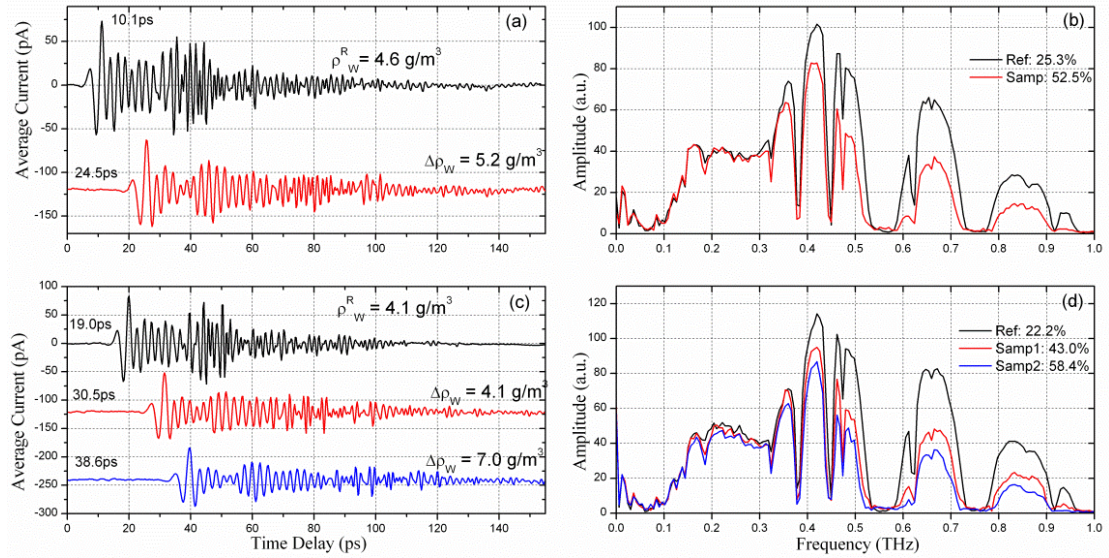 (a)
10.1ps
ρ^R_W = 4.6 g/m³
24.5ps
Δρ_W = 5.2 g/m³
Average Current (pA)
50
0
-50
-100
-150
0 20 40 60 80 100 120 140
(b)
Ref: 25.3%
Samp: 52.5%
Amplitude (a.u.)
100
80
60
40
20
0
0.0 0.1 0.2 0.3 0.4 0.5 0.6 0.7 0.8 0.9 1.0
(c)
19.0ps
ρ^R_W = 4.1 g/m³
30.5ps
Δρ_W = 4.1 g/m³
38.6ps
Δρ_W = 7.0 g/m³
Average Current (pA)
100
50
0
-50
-100
-150
-200
-250
-300
0 20 40 60 80 100 120 140
Time Delay (ps)
(d)
Ref: 22.2%
Samp1: 43.0%
Samp2: 58.4%
Amplitude (a.u.)
120
100
80
60
40
20
0
0.0 0.1 0.2 0.3 0.4 0.5 0.6 0.7 0.8 0.9 1.0
Frequency (THz)